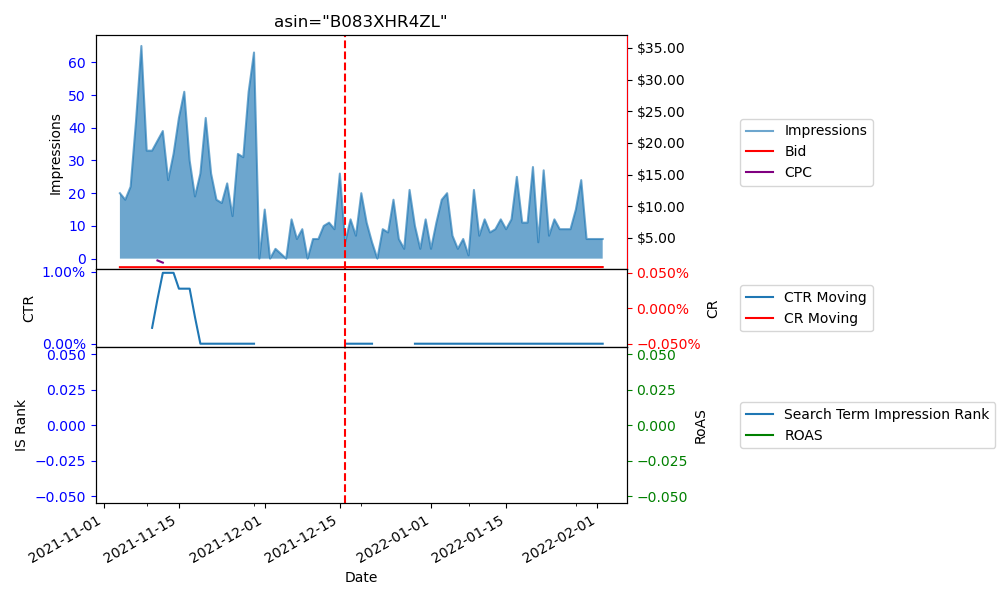 asin="B083XHR4ZL"
60
50
40
30
20
10
0
Impressions
$35.00
$30.00
$25.00
$20.00
$15.00
$10.00
$5.00
Impressions
Bid
CPC
1.00%
0.00%
CTR
0.050%
0.000%
−0.050%
CR
CTR Moving
CR Moving
0.050
0.025
0.000
−0.025
−0.050
IS Rank
0.050
0.025
0.000
−0.025
−0.050
RoAS
Search Term Impression Rank
ROAS
2021-11-01
2021-11-15
2021-12-01
2021-12-15
2022-01-01
2022-01-15
2022-02-01
Date